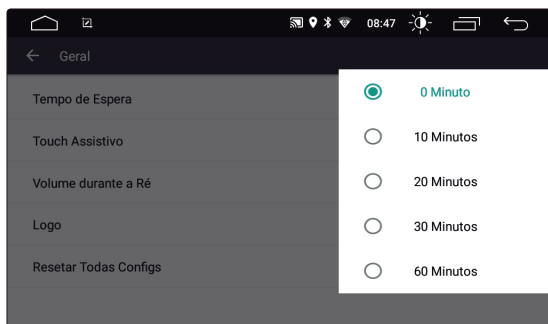 08:47
Geral
Tempo de Espera
Touch Assistivo
Volume durante a Ré
Logo
Resetar Todas Configs
0 Minuto
10 Minutos
20 Minutos
30 Minutos
60 Minutos